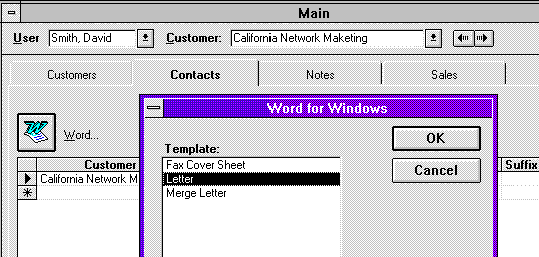 Main
User Smith, David Customer: California Network Maketing
Customers Contacts Notes Sales
Word for Windows
Word...
OK
Template:
Fax Cover Sheet
Cancel
Customer Suffix
Letter
California Network M
Merge Letter